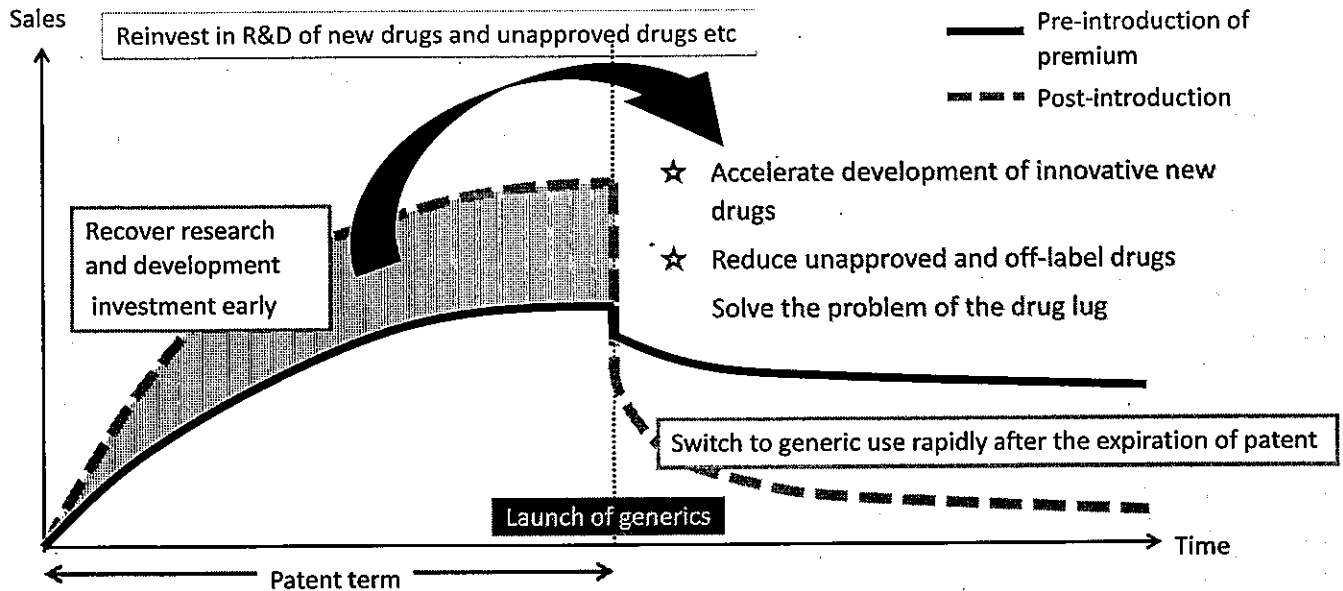 Sales
Reinvest in R&D of new drugs and unapproved drugs etc
Pre-introduction of
premium
Post-introduction
☆ Accelerate development of innovative new
drugs
☆ Reduce unapproved and off-label drugs
Solve the problem of the drug lug
Recover research
and development
investment early
Switch to generic use rapidly after the expiration of patent
Launch of generics
Time
Patent term